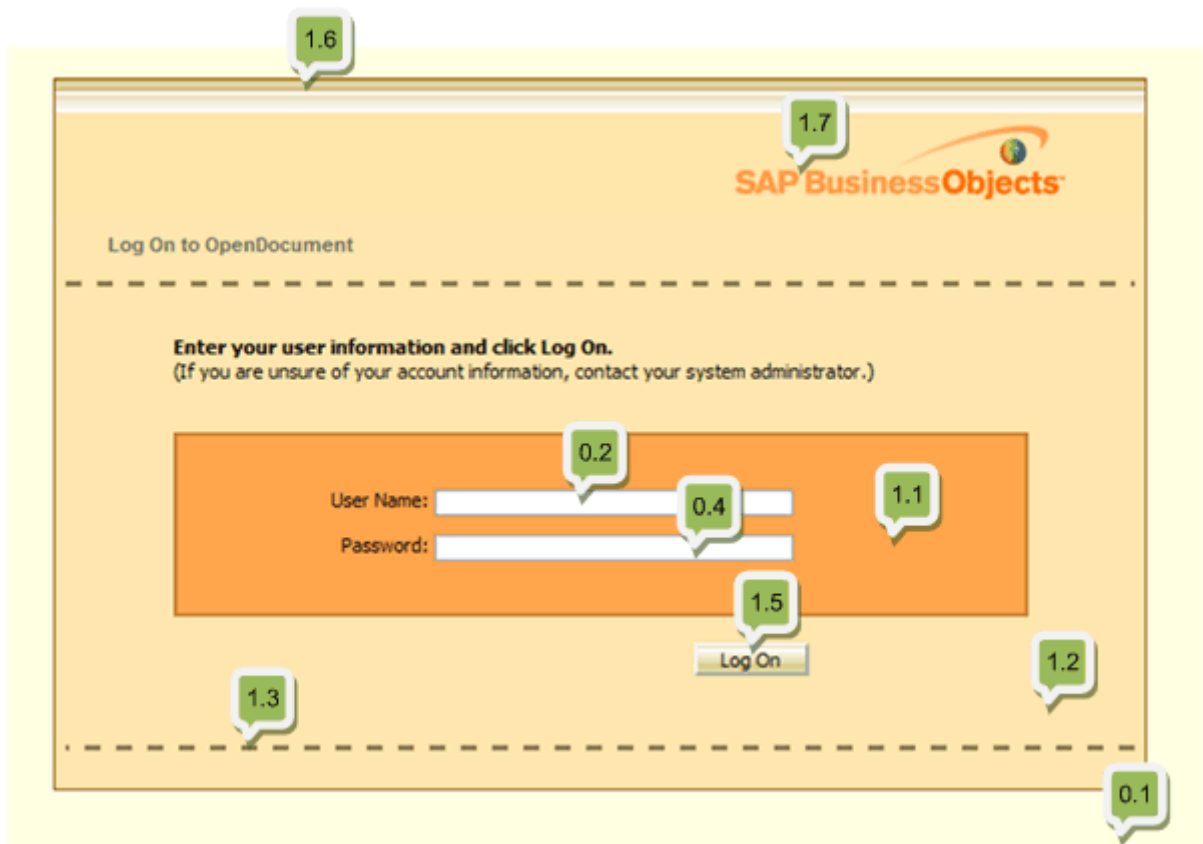 1.6
1.7
SAP BusinessObjects
Log On to OpenDocument
Enter your user information and click Log On.
(If you are unsure of your account information, contact your system administrator.)
0.2
User Name:
0.4
1.1
Password:
1.5
Log On
1.2
1.3
0.1